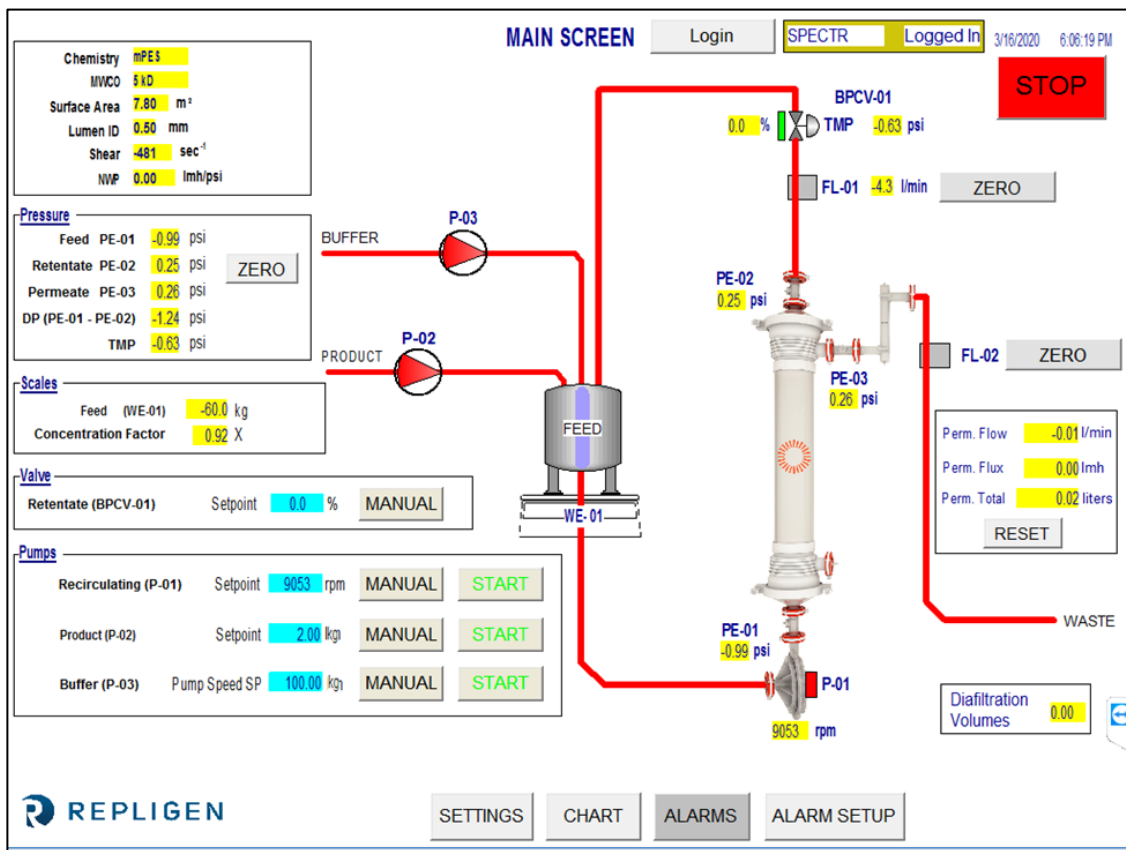 MAIN SCREEN
Login
SPECTR Logged In
3/16/2020 6:06:19 PM
STOP
Chemistry mPES
MWCO 5 kD
Surface Area 7.80 m²
Lumen ID 0.50 mm
Shear -481 sec⁻¹
NWP 0.00 lmh/psi
Pressure
Feed PE-01 -0.99 psi
Retentate PE-02 0.25 psi
Permeate PE-03 0.26 psi
DP (PE-01 - PE-02) -1.24 psi
TMP -0.63 psi
ZERO
Scales
Feed (WE-01) -60.0 kg
Concentration Factor 0.92 X
Valve
Retentate (BPCV-01) Setpoint 0.0 % MANUAL
Pumps
Recirculating (P-01) Setpoint 9053 rpm MANUAL START
Product (P-02) Setpoint 2.00 MANUAL START
Buffer (P-03) Pump Speed SP 100.00 MANUAL START
BUFFER
P-03
PRODUCT
P-02
FEED
WE-01
BPCV-01
0.0 % TMP -0.63 psi
FL-01 -4.3 l/min ZERO
PE-02
0.25 psi
PE-03
0.26 psi
FL-02 ZERO
Perm. Flow -0.01 l/min
Perm. Flux 0.00 lmh
Perm. Total 0.02 liters
RESET
WASTE
PE-01
-0.99 psi
P-01
9053 rpm
Diafiltration
Volumes 0.00
REPLIGEN
SETTINGS
CHART
ALARMS
ALARM SETUP